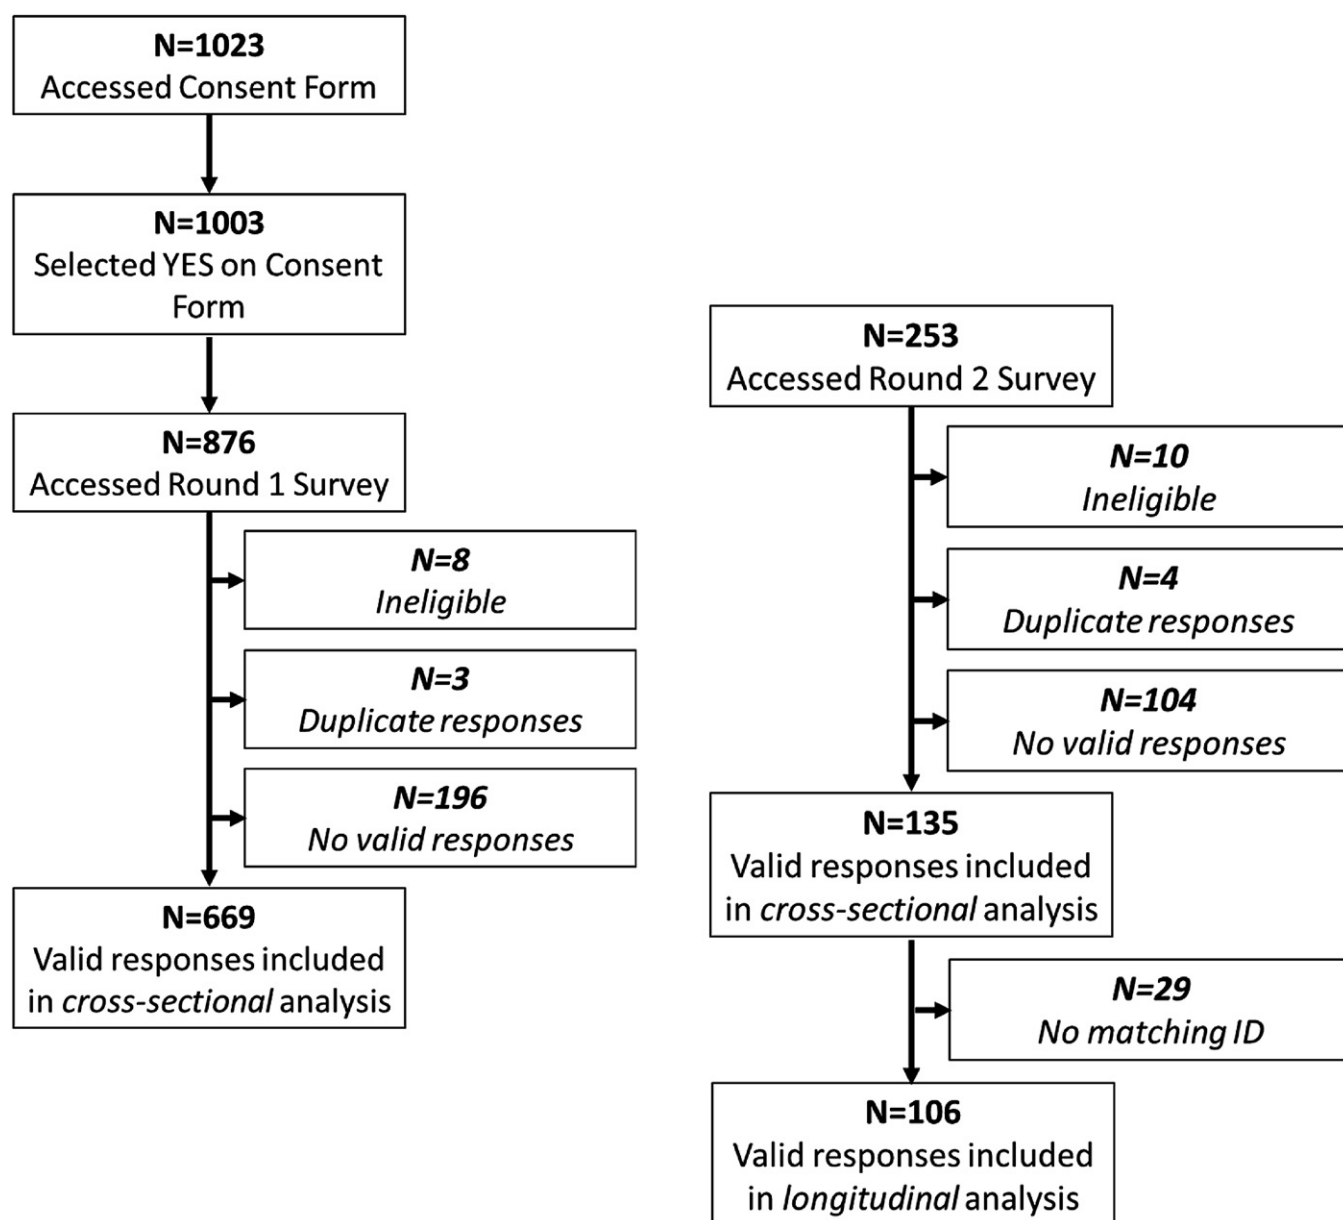 N=1023
Accessed Consent Form
N=1003
Selected YES on Consent
Form
N=876
Accessed Round 1 Survey
N=8
Ineligible
N=3
Duplicate responses
N=196
No valid responses
N=669
Valid responses included
in cross-sectional analysis
N=253
Accessed Round 2 Survey
N=10
Ineligible
N=4
Duplicate responses
N=104
No valid responses
N=135
Valid responses included
in cross-sectional analysis
N=29
No matching ID
N=106
Valid responses included
in longitudinal analysis